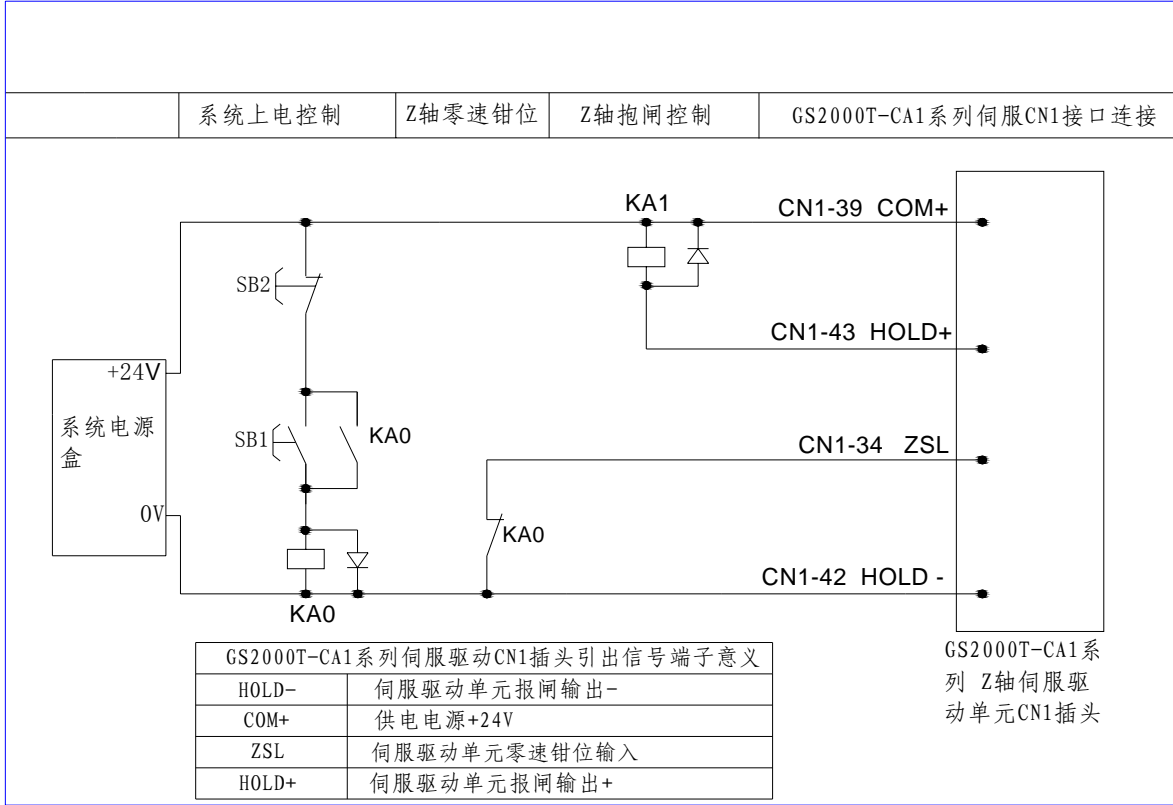 系统上电控制 Z轴零速钳位 Z轴抱闸控制 GS2000T-CA1系列伺服CN1接口连接
KA1 CN1-39 COM+
SB2
CN1-43 HOLD+
+24V
系统电源
盒
0V
SB1 KA0 CN1-34 ZSL
KA0
CN1-42 HOLD -
KA0
GS2000T-CA1系
列 Z轴伺服驱
动单元CN1插头
GS2000T-CA1系列伺服驱动CN1插头引出信号端子意义
HOLD- 伺服驱动单元报闸输出-
COM+ 供电电源+24V
ZSL 伺服驱动单元零速钳位输入
HOLD+ 伺服驱动单元报闸输出+